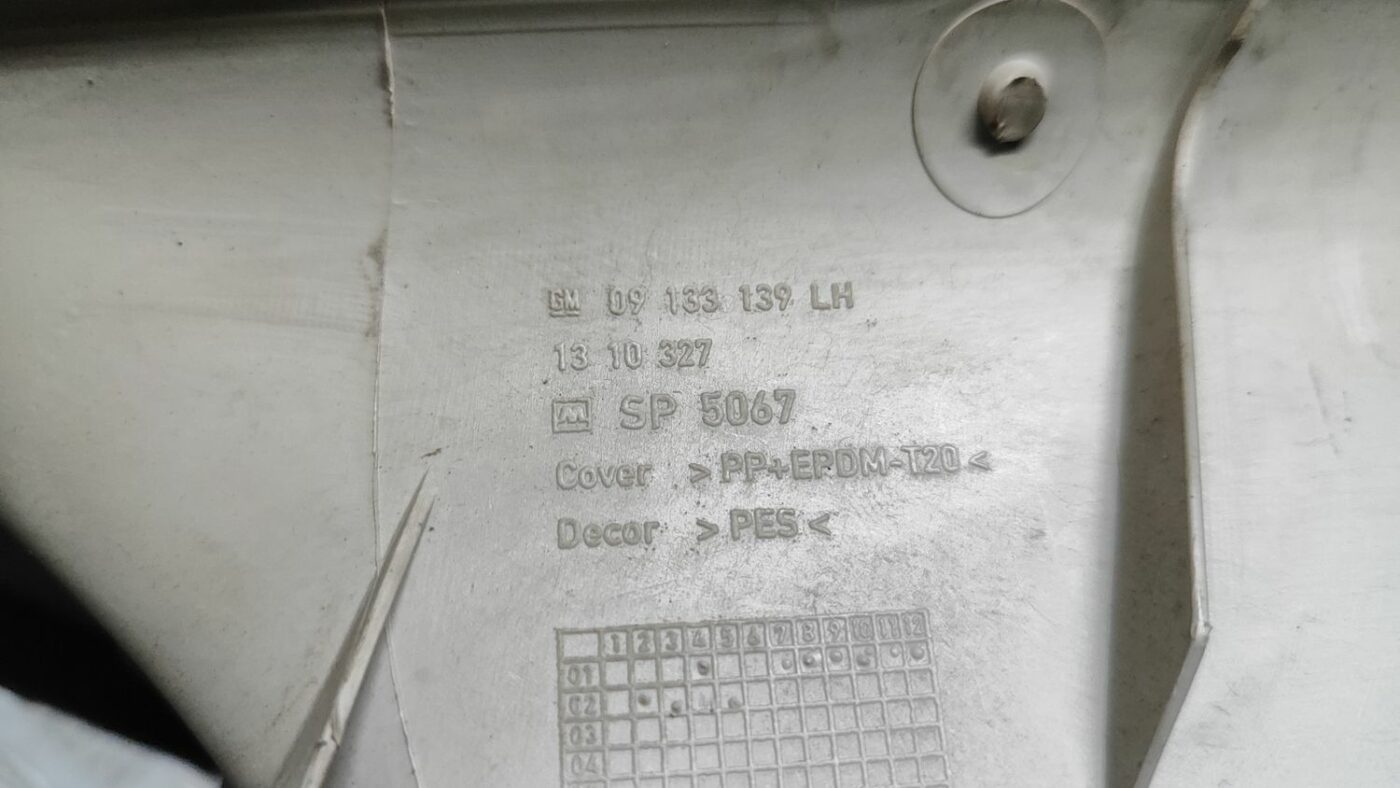 GM 09 133 139 LH
13 10 327
SP 5067
Cover >PP+EPDM-T20<
Decor >PES<
1 2 3 4 5 6 7 8 9 10 11 12
01
02
03
04